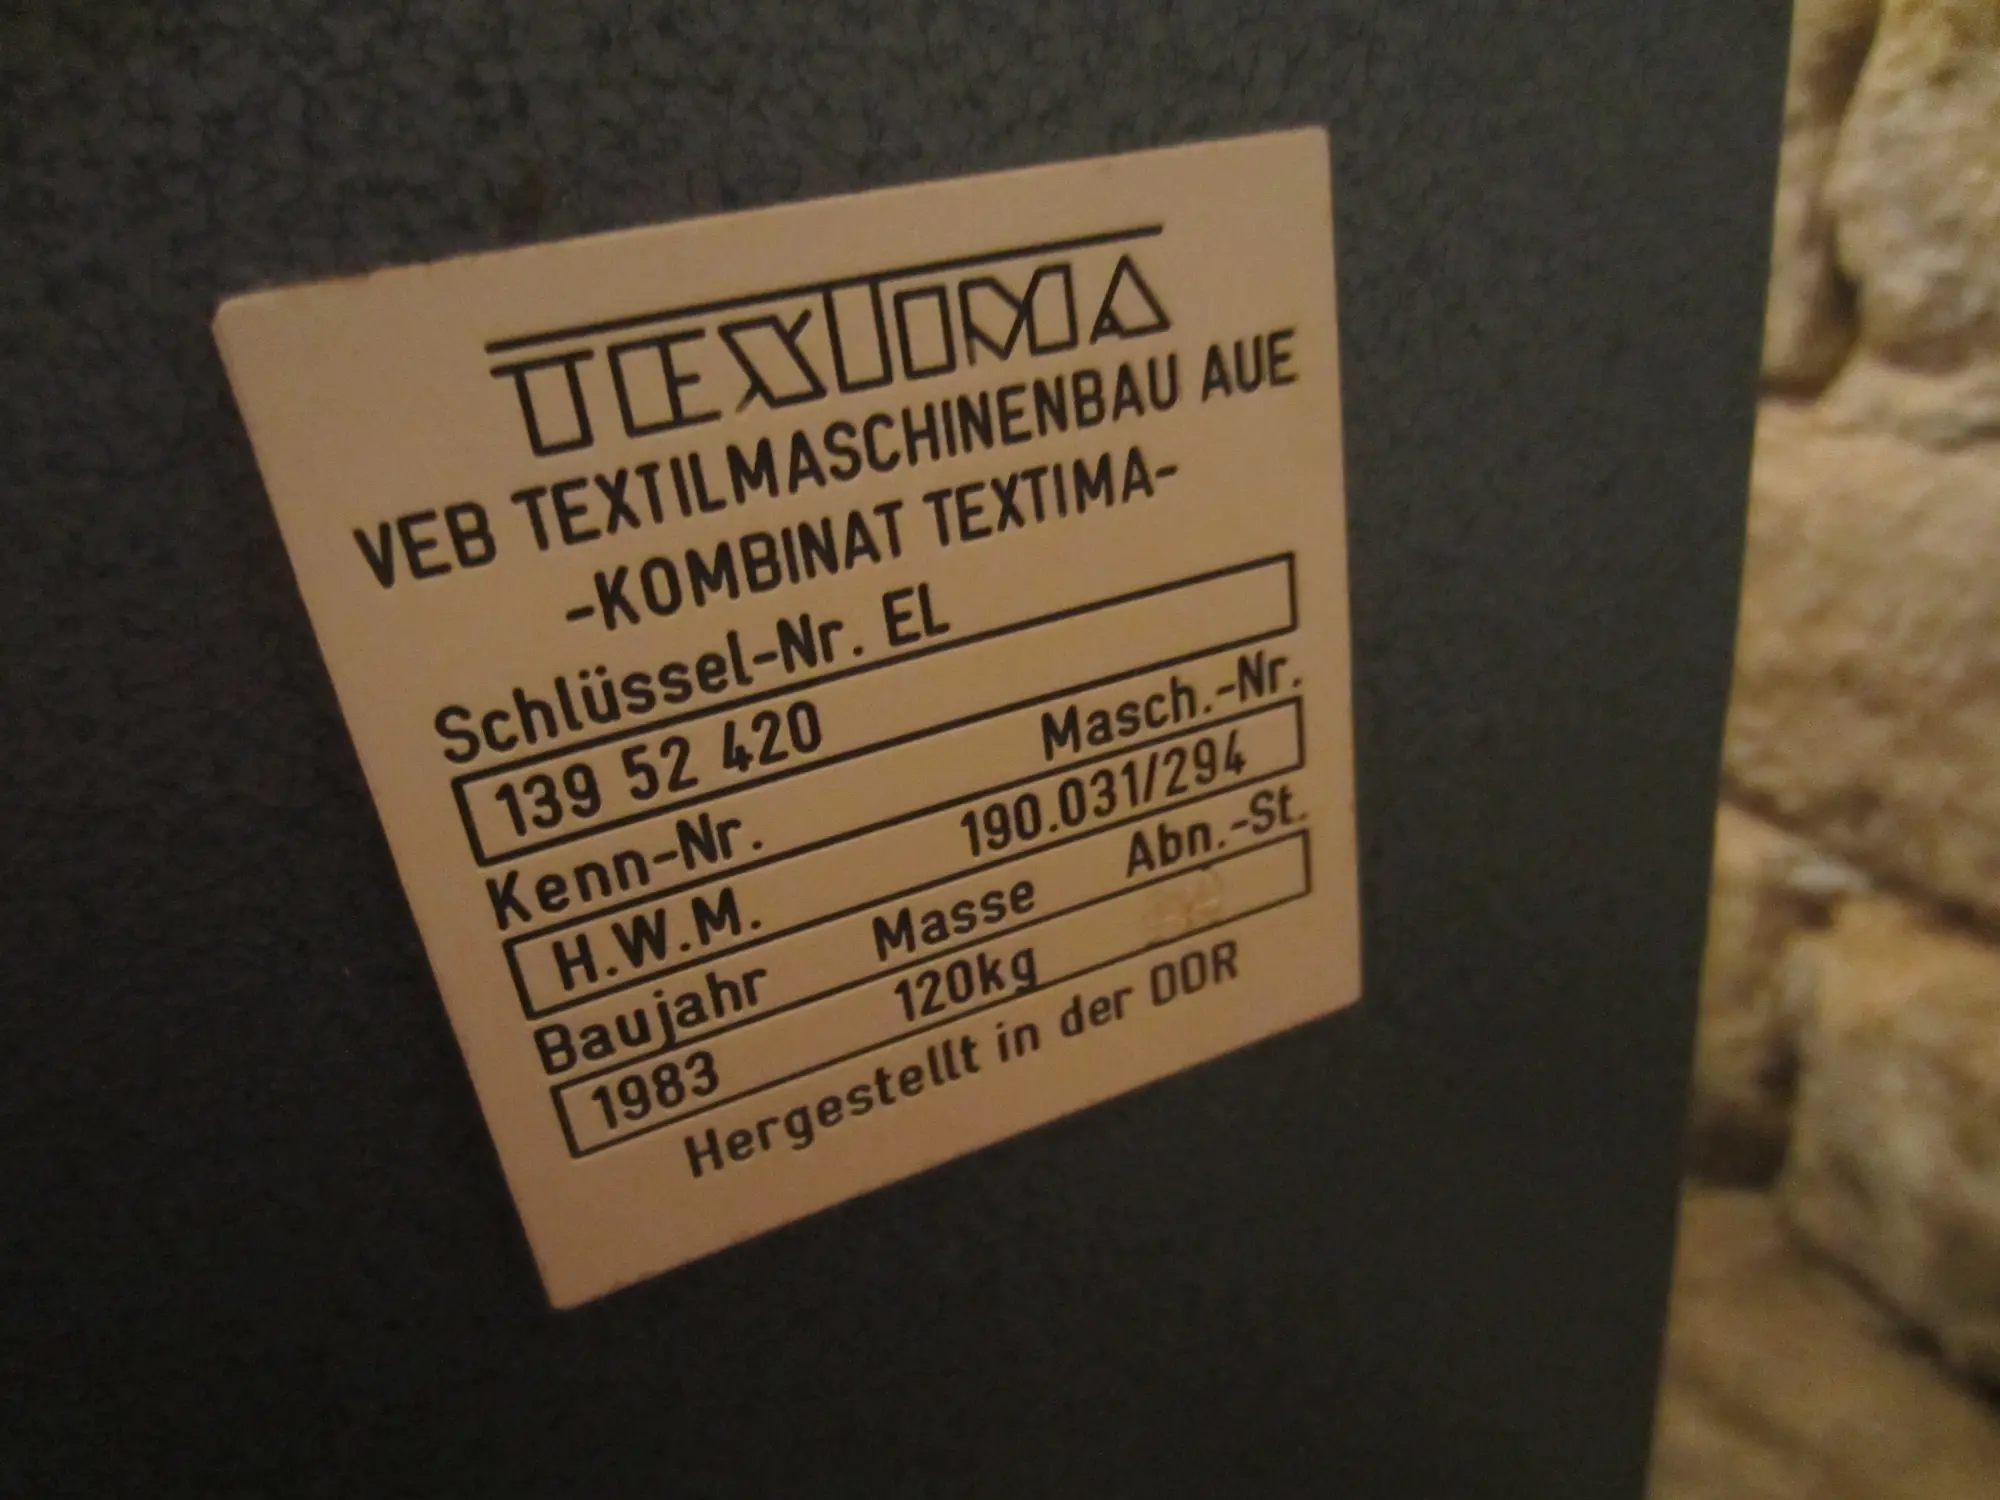 TEXTIMA
VEB TEXTILMASCHINENBAU AUE
-KOMBINAT TEXTIMA-
Schlüssel-Nr. EL
139 52 420
Kenn-Nr. Masch.-Nr.
H.W.M. 190.031/294
Baujahr Masse Abn.-St.
1983 120kg
Hergestellt in der DDR